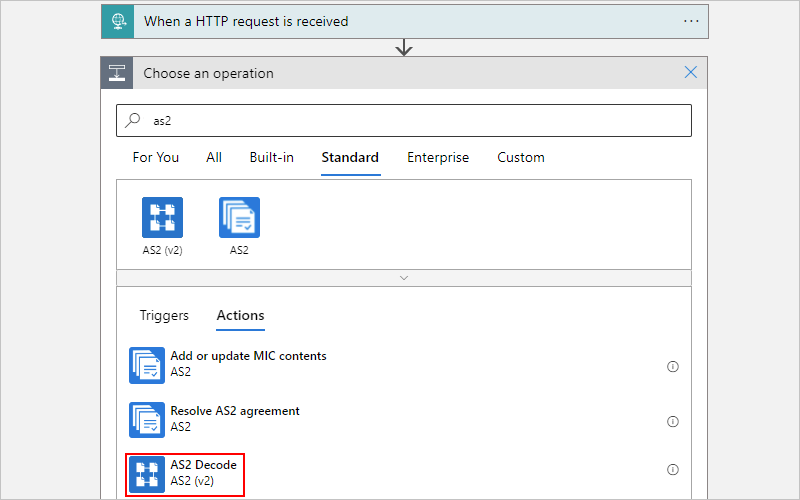 When a HTTP request is received
Choose an operation
as2
For You All Built-in Standard Enterprise Custom
AS2 (v2) AS2
Triggers Actions
Add or update MIC contents
AS2
Resolve AS2 agreement
AS2
AS2 Decode
AS2 (v2)